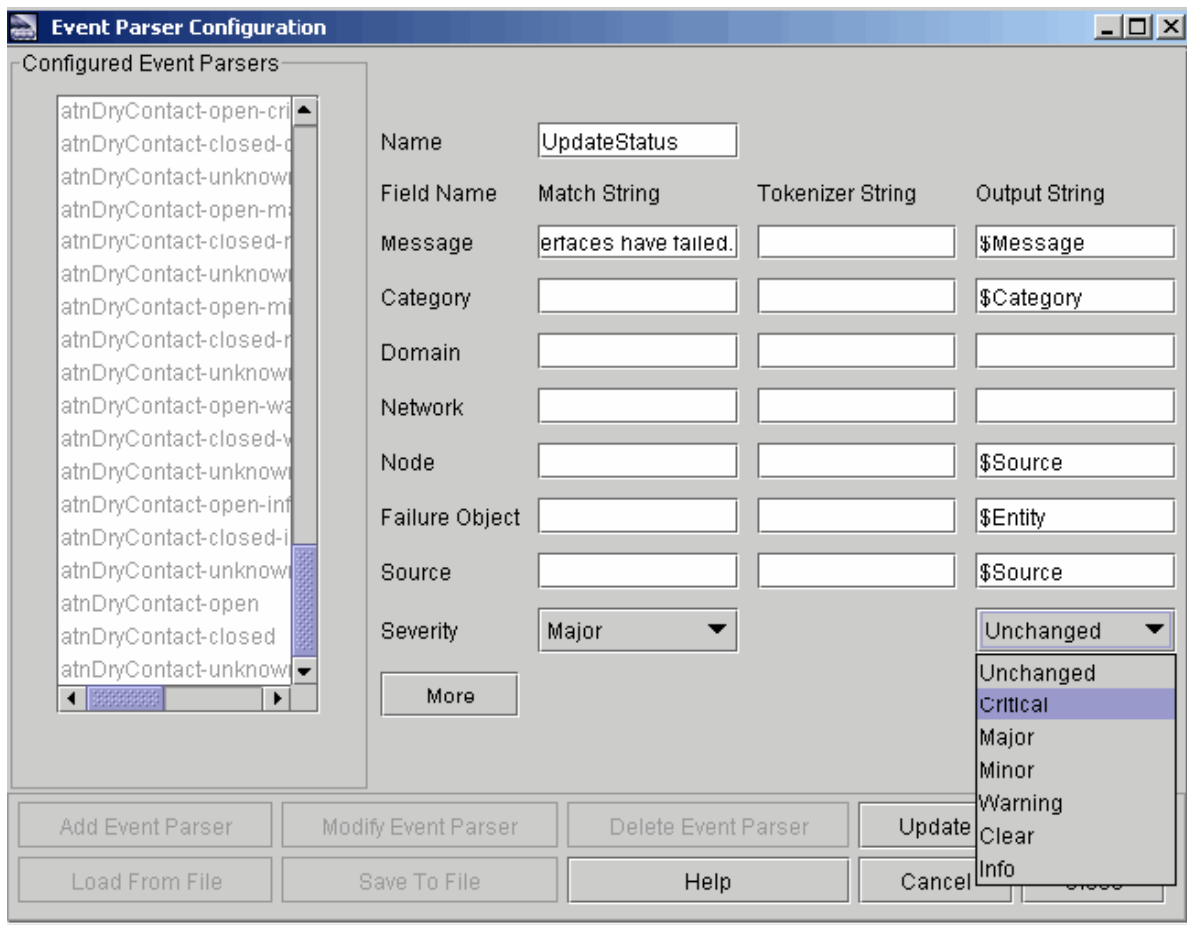 Event Parser Configuration
Configured Event Parsers
atnDryContact-open-cri
atnDryContact-closed-c
atnDryContact-unknow
atnDryContact-open-ma
atnDryContact-closed-r
atnDryContact-unknow
atnDryContact-open-mi
atnDryContact-closed-r
atnDryContact-unknow
atnDryContact-open-wa
atnDryContact-closed-v
atnDryContact-unknow
atnDryContact-open-inf
atnDryContact-closed-i
atnDryContact-unknow
atnDryContact-open
atnDryContact-closed
atnDryContact-unknow
Name UpdateStatus
Field Name Match String Tokenizer String Output String
Message erfaces have failed. $Message
Category $Category
Domain
Network
Node $Source
Failure Object $Entity
Source $Source
Severity Major Unchanged
Unchanged
Critical
Major
Minor
Warning
Clear
Info
More
Add Event Parser Modify Event Parser Delete Event Parser Update
Load From File Save To File Help Cancel